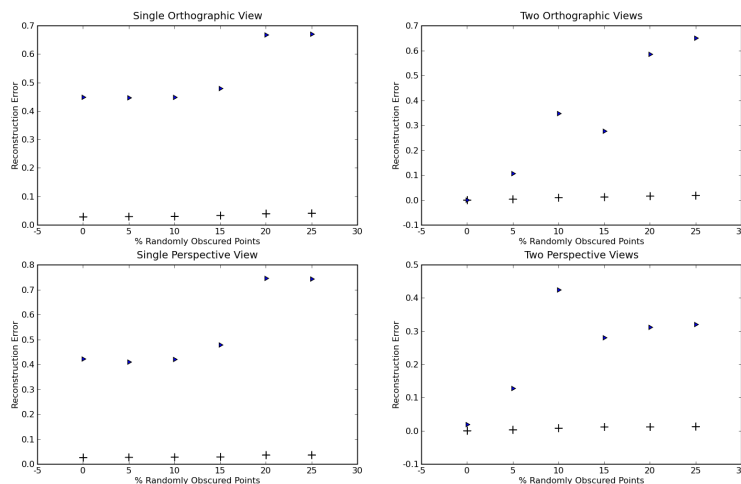 Single Orthographic View
0.7
0.6
0.5
0.4
0.3
0.2
0.1
0.0
Reconstruction Error
-5 0 5 10 15 20 25 30
% Randomly Obscured Points
Two Orthographic Views
0.7
0.6
0.5
0.4
0.3
0.2
0.1
0.0
-0.1
Reconstruction Error
-5 0 5 10 15 20 25 30
% Randomly Obscured Points
Single Perspective View
0.8
0.7
0.6
0.5
0.4
0.3
0.2
0.1
0.0
Reconstruction Error
-5 0 5 10 15 20 25 30
% Randomly Obscured Points
Two Perspective Views
0.5
0.4
0.3
0.2
0.1
0.0
-0.1
Reconstruction Error
-5 0 5 10 15 20 25 30
% Randomly Obscured Points